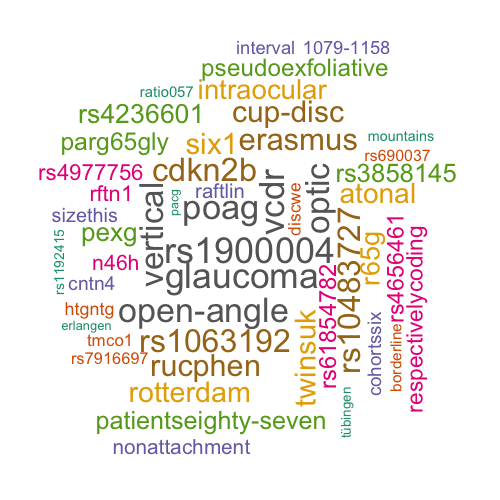 interval 1079-1158
pseudoexfoliative
ratio057 intraocular
rs4236601 cup-disc
parg65gly six1 erasmus mountains
rs4977756 cdkn2b rs690037 rs3858145
rftn1 pacg raftlin vcdr discwe optic atonal
sizethis vertical poag
pexg rs1900004 rs10483727 r65g rs4656461
rs1192415 n46h glaucoma rs61854782 respectivelycoding
cntn4 open-angle
htgntg
erlangen rs1063192 twinsuk cohortssix borderline
tmco1
rs7916697 rucphen
rotterdam tübingen
patientseighty-seven
nonattachment